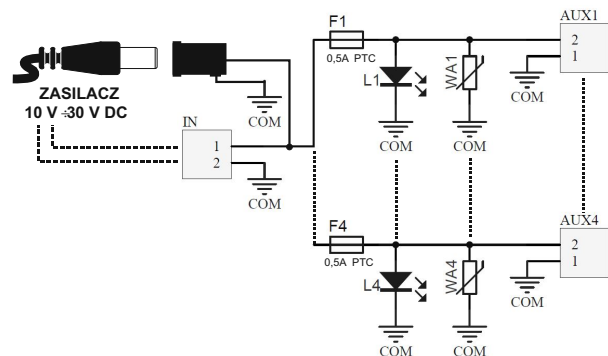 AUX1
F1
2
0,5A PTC
1
L1
WA1
COM
COM
COM
COM
ZASILACZ
10 V ÷30 V DC
IN
1
2
COM
AUX4
F4
2
0,5A PTC
1
L4
WA4
COM
COM
COM